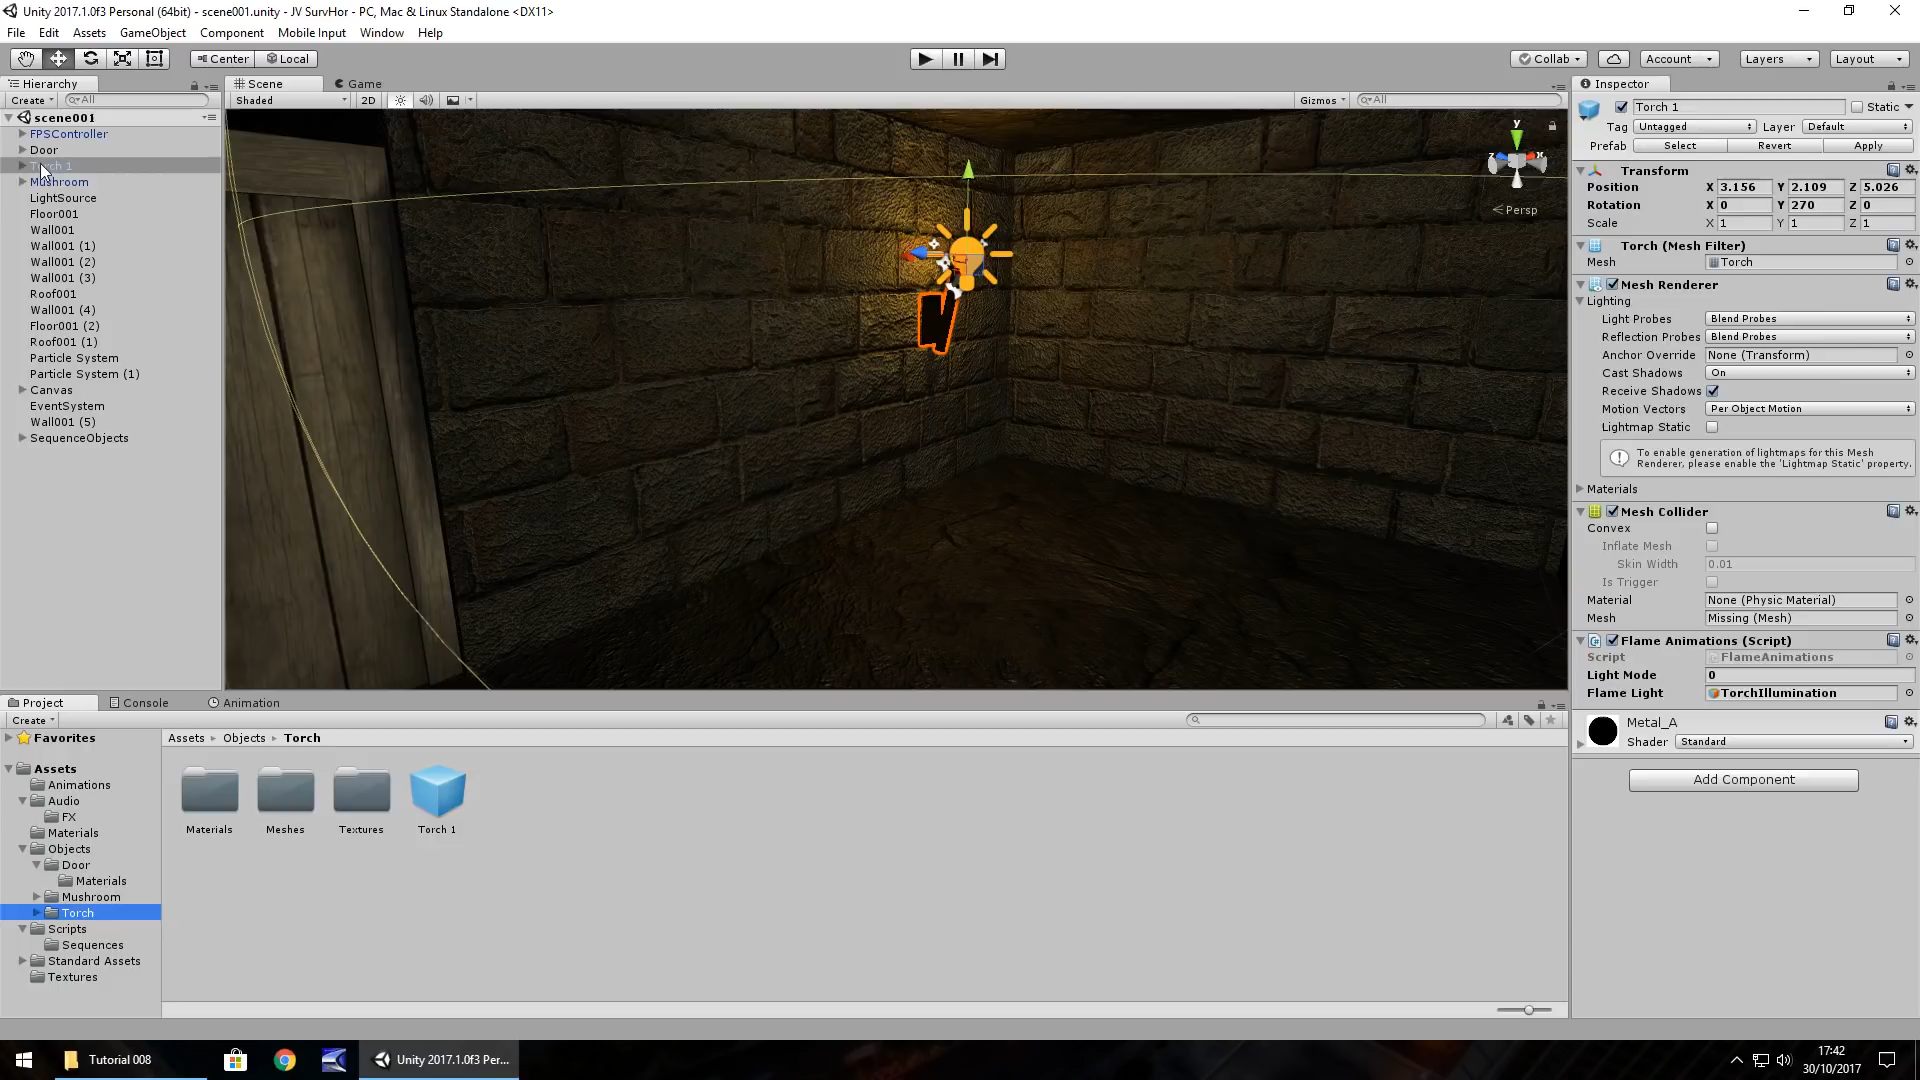 Unity 2017.1.0f3 Personal (64bit) - scene001.unity - JV SurvHor - PC, Mac & Linux Standalone <DX11>
File Edit Assets GameObject Component Mobile Input Window Help
Center Local Collab Account Layers Layout
Hierarchy
Create All
scene001
FPSController
Door
Torch 1
Mushroom
LightSource
Floor001
Wall001
Wall001 (1)
Wall001 (2)
Wall001 (3)
Roof001
Wall001 (4)
Floor001 (2)
Roof001 (1)
Particle System
Particle System (1)
Canvas
EventSystem
Wall001 (5)
SequenceObjects
Scene Game
Shaded 2D Gizmos All
y
z x
Persp
Inspector
Torch 1 Static
Tag Untagged Layer Default
Prefab Select Revert Apply
Transform
Position X 3.156 Y 2.109 Z 5.026
Rotation X 0 Y 270 Z 0
Scale X 1 Y 1 Z 1
Torch (Mesh Filter)
Mesh Torch
Mesh Renderer
Lighting
Light Probes Blend Probes
Reflection Probes Blend Probes
Anchor Override None (Transform)
Cast Shadows On
Receive Shadows
Motion Vectors Per Object Motion
Lightmap Static
To enable generation of lightmaps for this Mesh
Renderer, please enable the 'Lightmap Static' property.
Materials
Mesh Collider
Convex
Inflate Mesh
Skin Width 0.01
Is Trigger
Material None (Physic Material)
Mesh Missing (Mesh)
Flame Animations (Script)
Script FlameAnimations
Light Mode 0
Flame Light TorchIllumination
Metal_A
Shader Standard
Add Component
Project Console Animation
Create
Favorites
Assets
Animations
Audio
FX
Materials
Objects
Door
Materials
Mushroom
Torch
Scripts
Sequences
Standard Assets
Textures
Assets Objects Torch
Materials Meshes Textures Torch 1
Tutorial 008
Unity 2017.1.0f3 Per...
17:42
30/10/2017